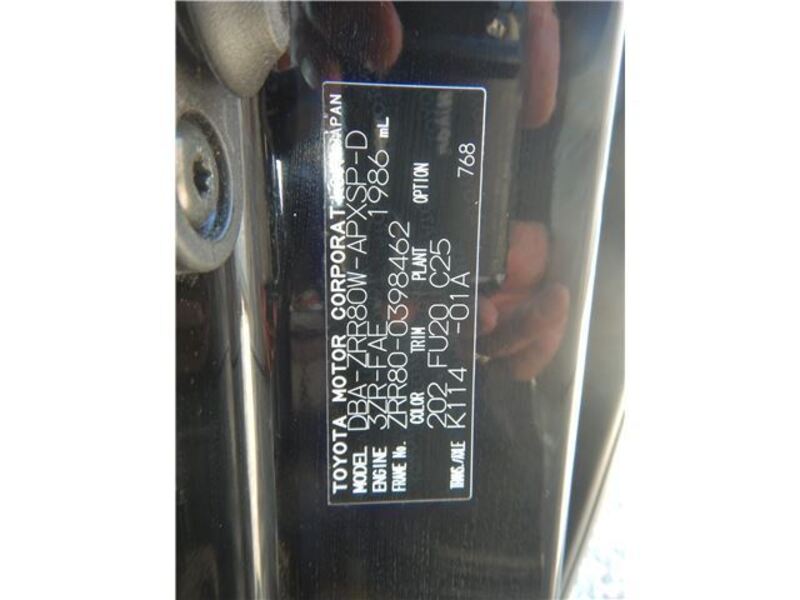 TOYOTA MOTOR CORPORATION JAPAN
MODEL DBA-ZRR80W-APXSP-D
ENGINE 3ZR-FAE 1986 mL
FRAME No. ZRR80-0398462
COLOR TRIM PLANT OPTION
202 FU20 C25
TRANS./AXLE K114 -01A 768